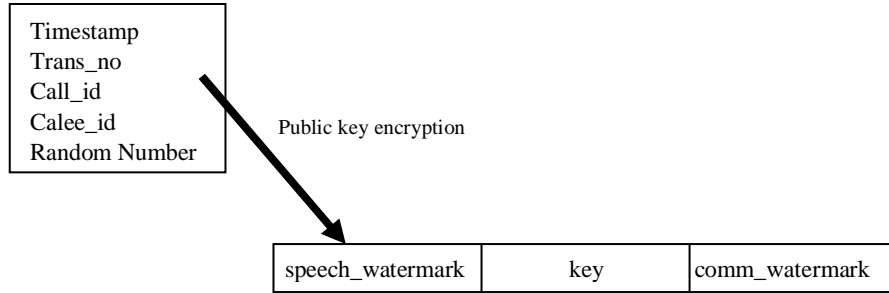 Timestamp
Trans_no
Call_id
Calee_id
Random Number
Public key encryption
speech_watermark key comm_watermark